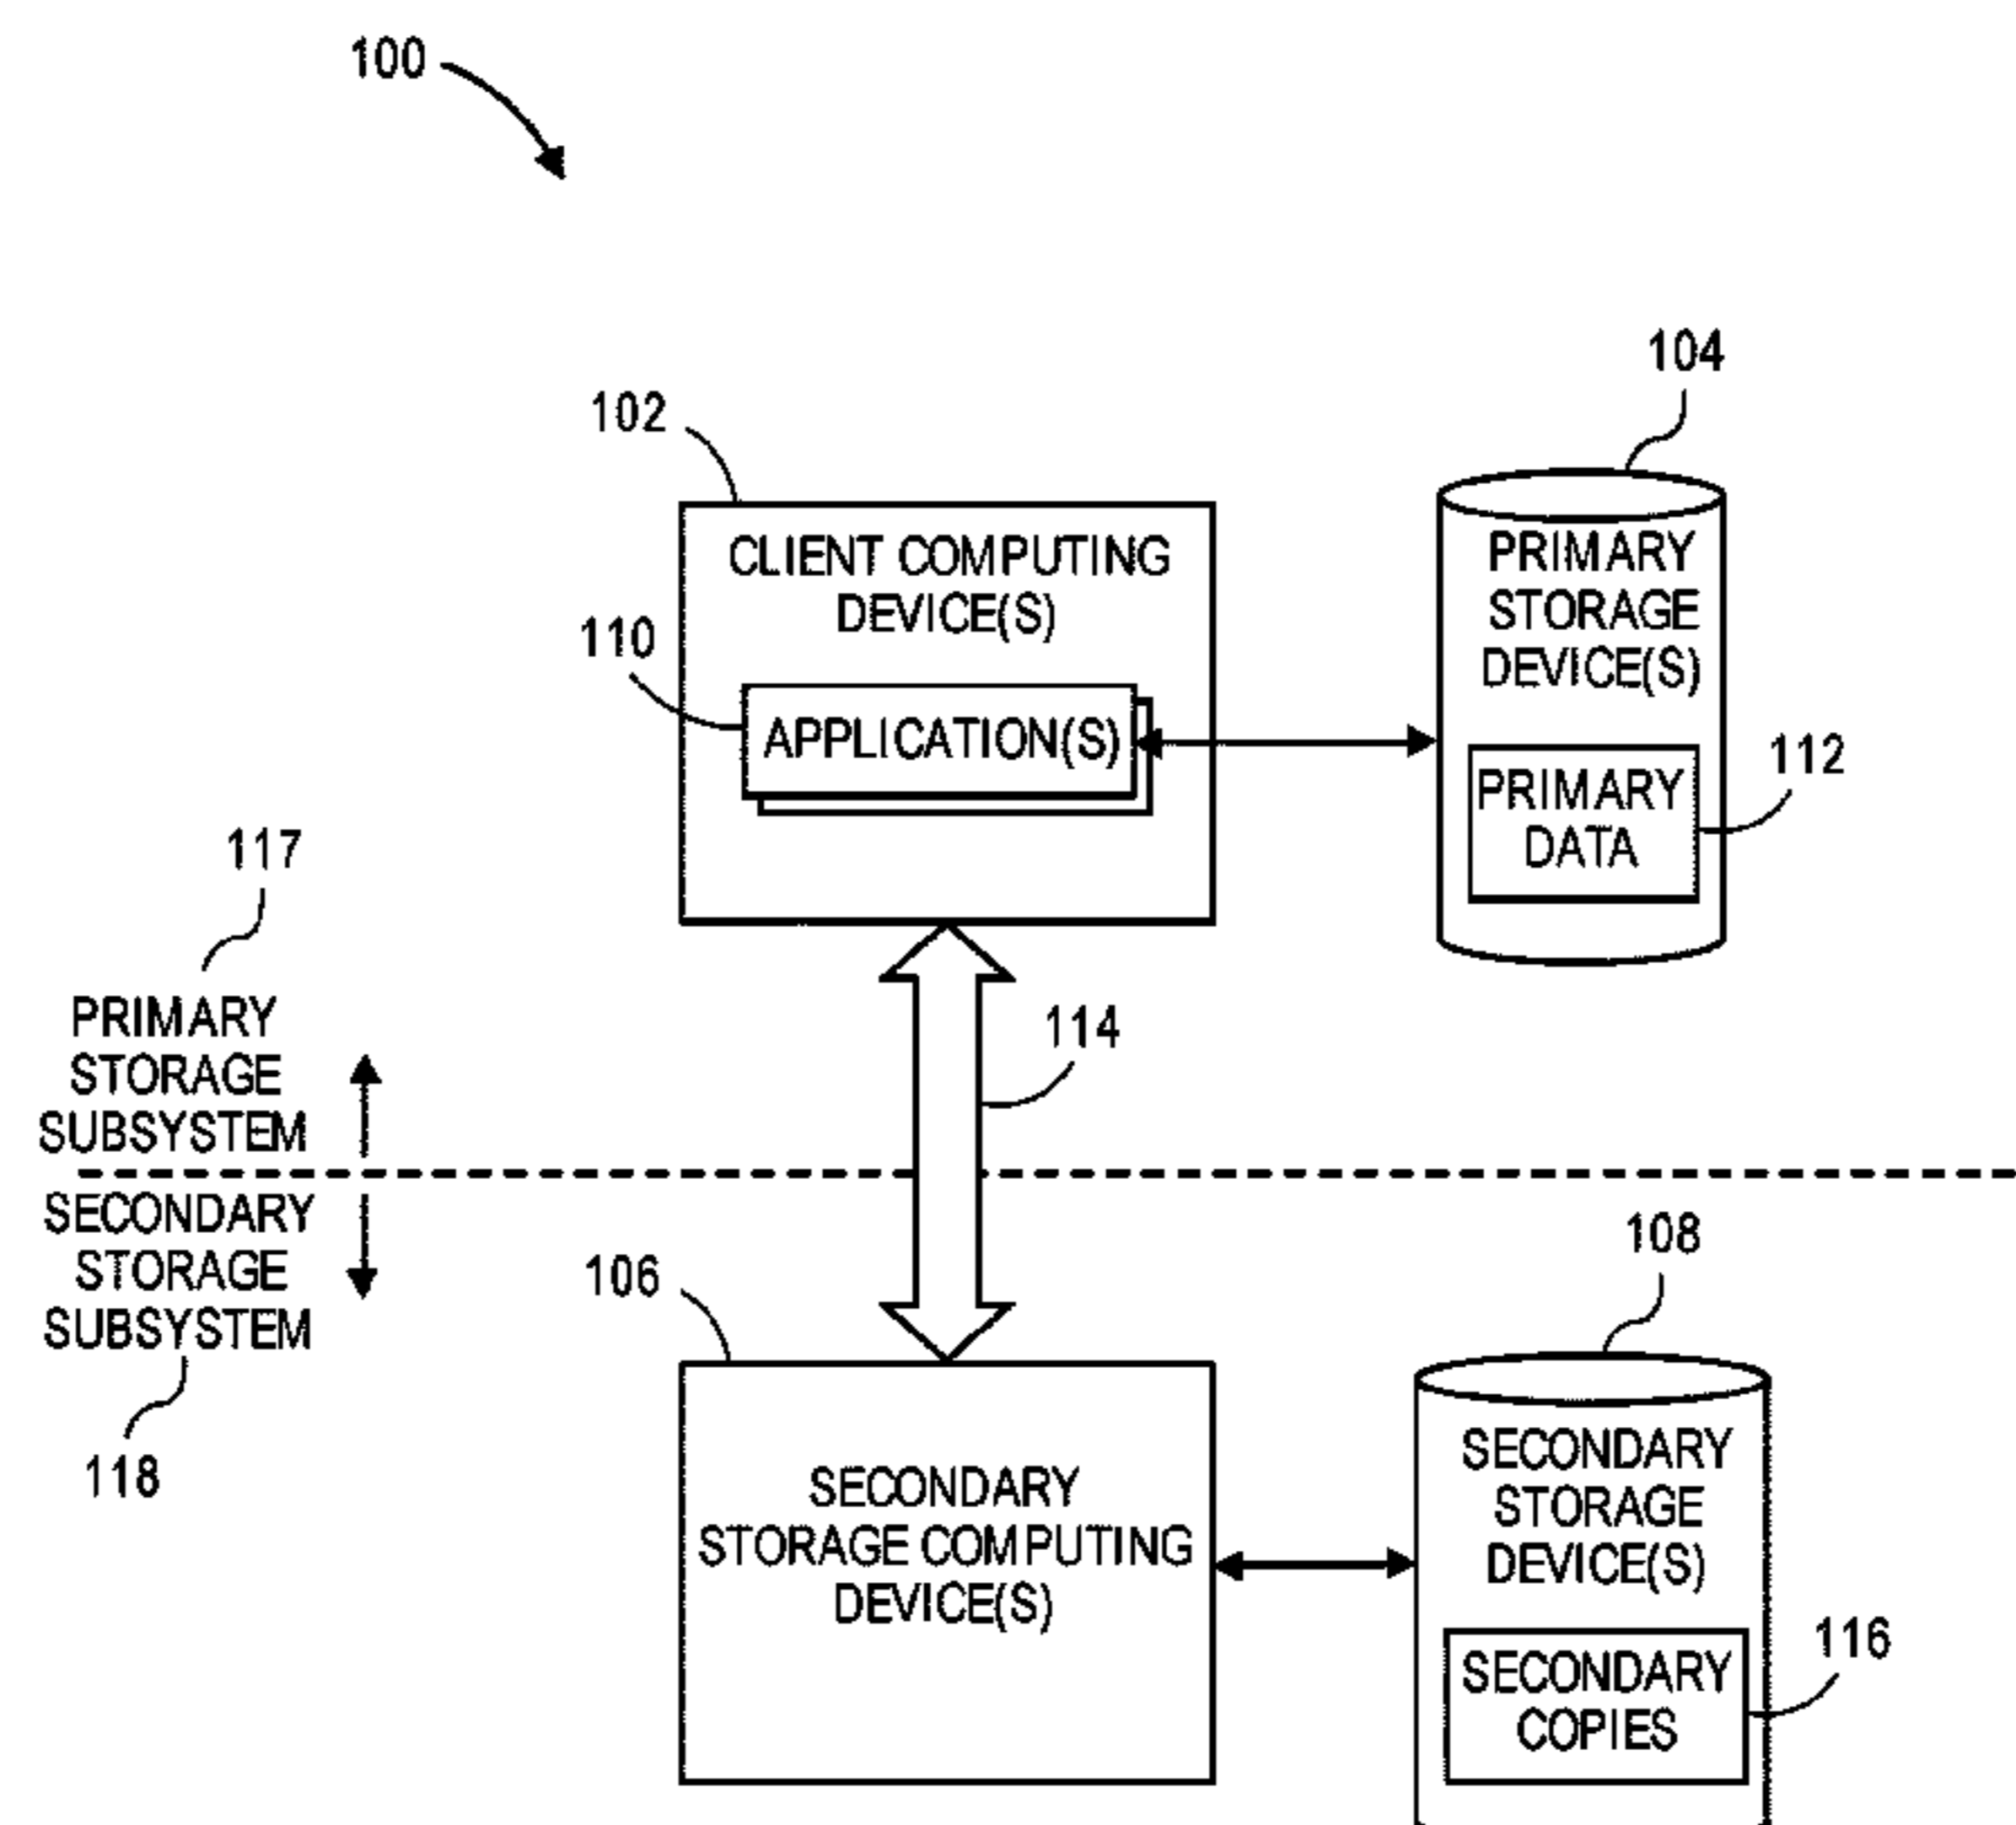 100
104
102
CLIENT COMPUTING
DEVICE(S)
110
APPLICATION(S)
PRIMARY
STORAGE
DEVICE(S)
PRIMARY
DATA
112
117
PRIMARY
STORAGE
SUBSYSTEM
114
SECONDARY
STORAGE
SUBSYSTEM
118
106
108
SECONDARY
STORAGE COMPUTING
DEVICE(S)
SECONDARY
STORAGE
DEVICE(S)
SECONDARY
COPIES
116